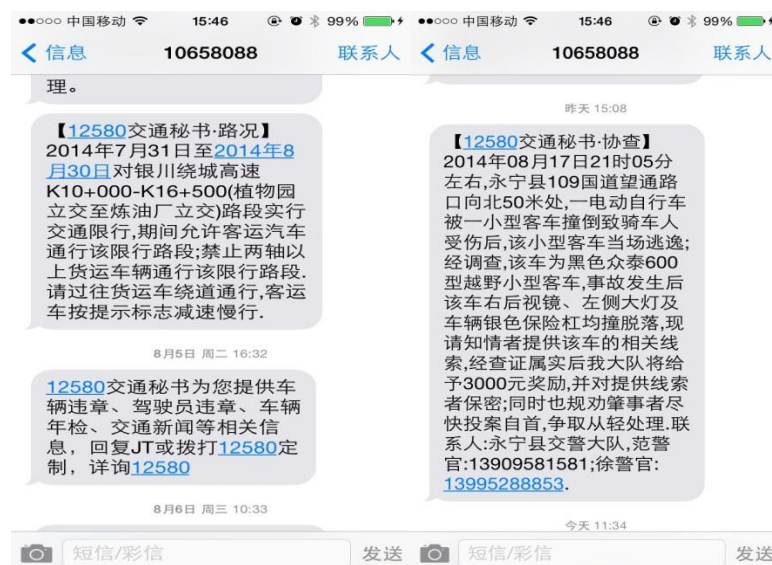 ●●○○○ 中国移动 15:46 99%
信息 10658088 联系人
理。
【12580交通秘书·路况】
2014年7月31日至2014年8
月30日对银川绕城高速
K10+000-K16+500(植物园
立交至炼油厂立交)路段实行
交通限行,期间允许客运汽车
通行该限行路段;禁止两轴以
上货运车辆通行该限行路段.
请过往货运车绕道通行,客运
车按提示标志减速慢行.
8月5日 周二 16:32
12580交通秘书为您提供车
辆违章、驾驶员违章、车辆
年检、交通新闻等相关信
息，回复JT或拨打12580定
制，详询12580
8月6日 周三 10:33
短信/彩信 发送
●●○○○ 中国移动 15:46 99%
信息 10658088 联系人
昨天 15:08
【12580交通秘书·协查】
2014年08月17日21时05分
左右,永宁县109国道望通路
口向北50米处,一电动自行车
被一小型客车撞倒致骑车人
受伤后,该小型客车当场逃逸;
经调查,该车为黑色众泰600
型越野小型客车,事故发生后
该车右后视镜、左侧大灯及
车辆银色保险杠均撞脱落,现
请知情者提供该车的相关线
索,经查证属实后我大队将给
予3000元奖励,并对提供线索
者保密;同时也规劝肇事者尽
快投案自首,争取从轻处理.联
系人:永宁县交警大队,范警
官:13909581581;徐警官:
13995288853.
今天 11:34
短信/彩信 发送